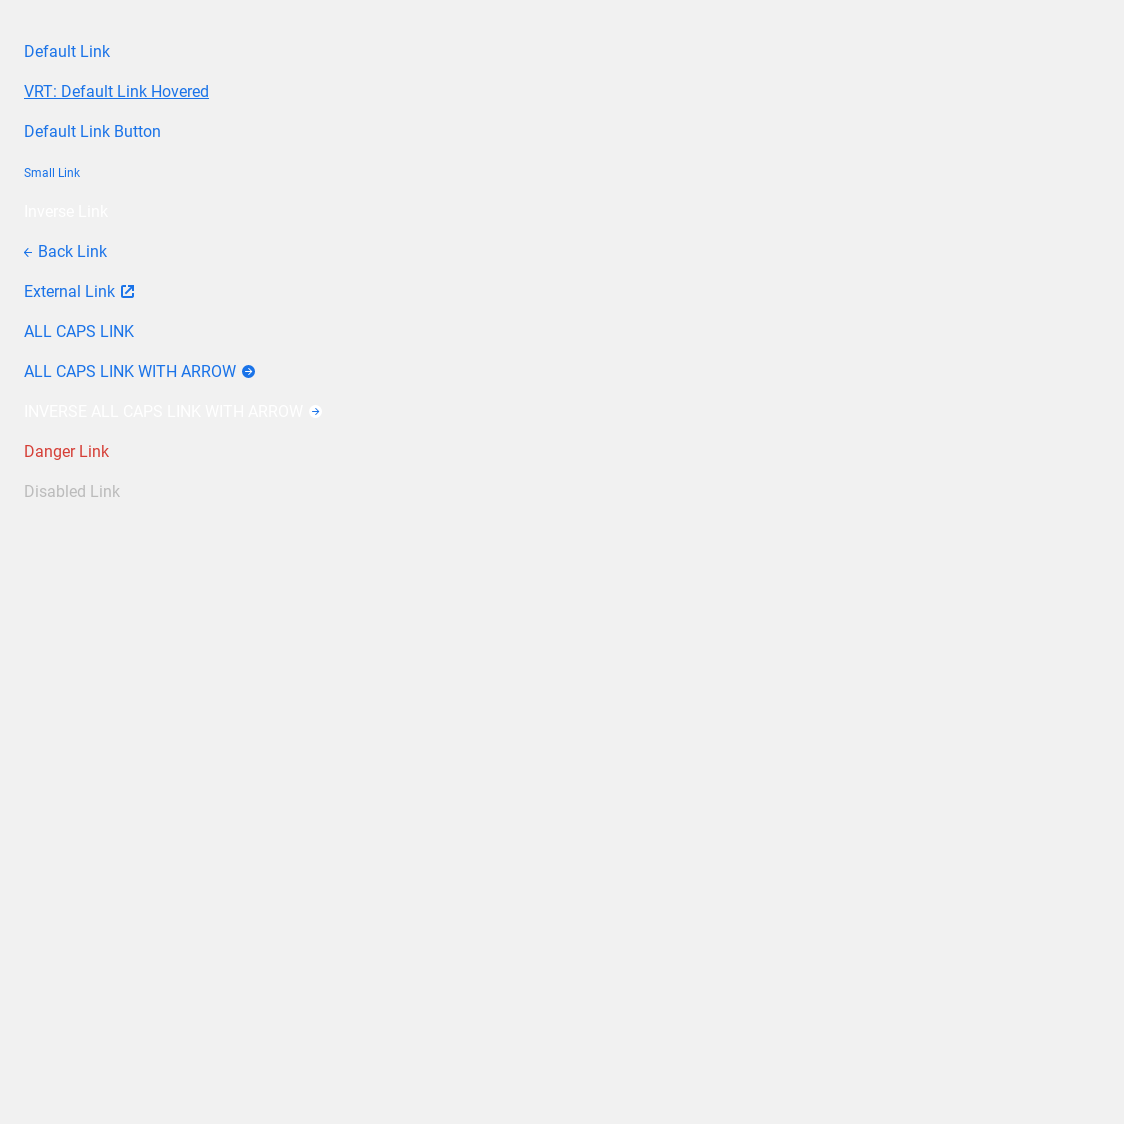 Default Link
VRT: Default Link Hovered
Default Link Button
Small Link
Inverse Link
Back Link
External Link
ALL CAPS LINK
ALL CAPS LINK WITH ARROW
INVERSE ALL CAPS LINK WITH ARROW
Danger Link
Disabled Link